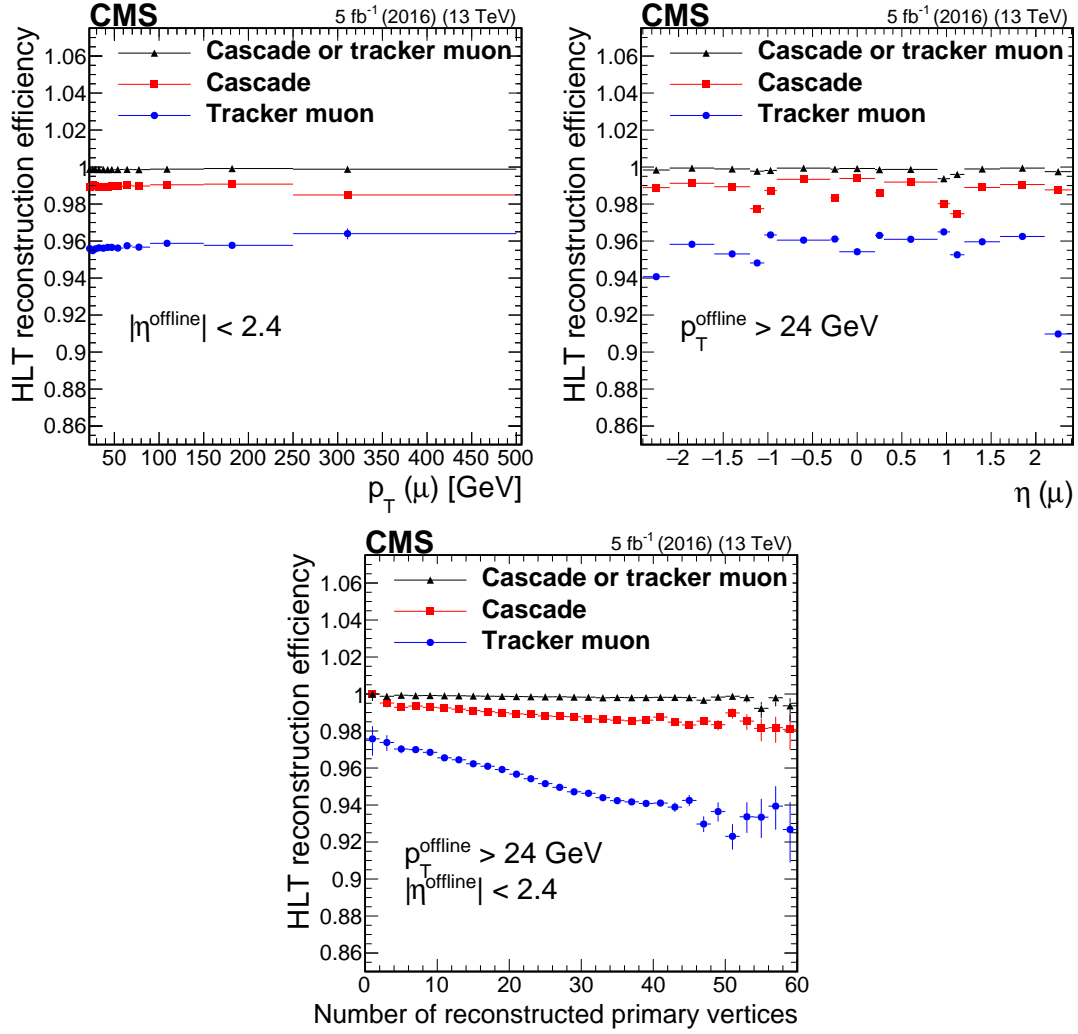 CMS 5 fb⁻¹ (2016) (13 TeV)
HLT reconstruction efficiency
1.06
1.04
1.02
1
0.98
0.96
0.94
0.92
0.9
0.88
0.86
Cascade or tracker muon
Cascade
Tracker muon
|η^offline| < 2.4
50 100 150 200 250 300 350 400 450 500
p_T (μ) [GeV]
CMS 5 fb⁻¹ (2016) (13 TeV)
HLT reconstruction efficiency
1.06
1.04
1.02
1
0.98
0.96
0.94
0.92
0.9
0.88
0.86
Cascade or tracker muon
Cascade
Tracker muon
p_T^offline > 24 GeV
−2 −1.5 −1 −0.5 0 0.5 1 1.5 2
η (μ)
CMS 5 fb⁻¹ (2016) (13 TeV)
HLT reconstruction efficiency
1.06
1.04
1.02
1
0.98
0.96
0.94
0.92
0.9
0.88
0.86
Cascade or tracker muon
Cascade
Tracker muon
p_T^offline > 24 GeV
|η^offline| < 2.4
0 10 20 30 40 50 60
Number of reconstructed primary vertices